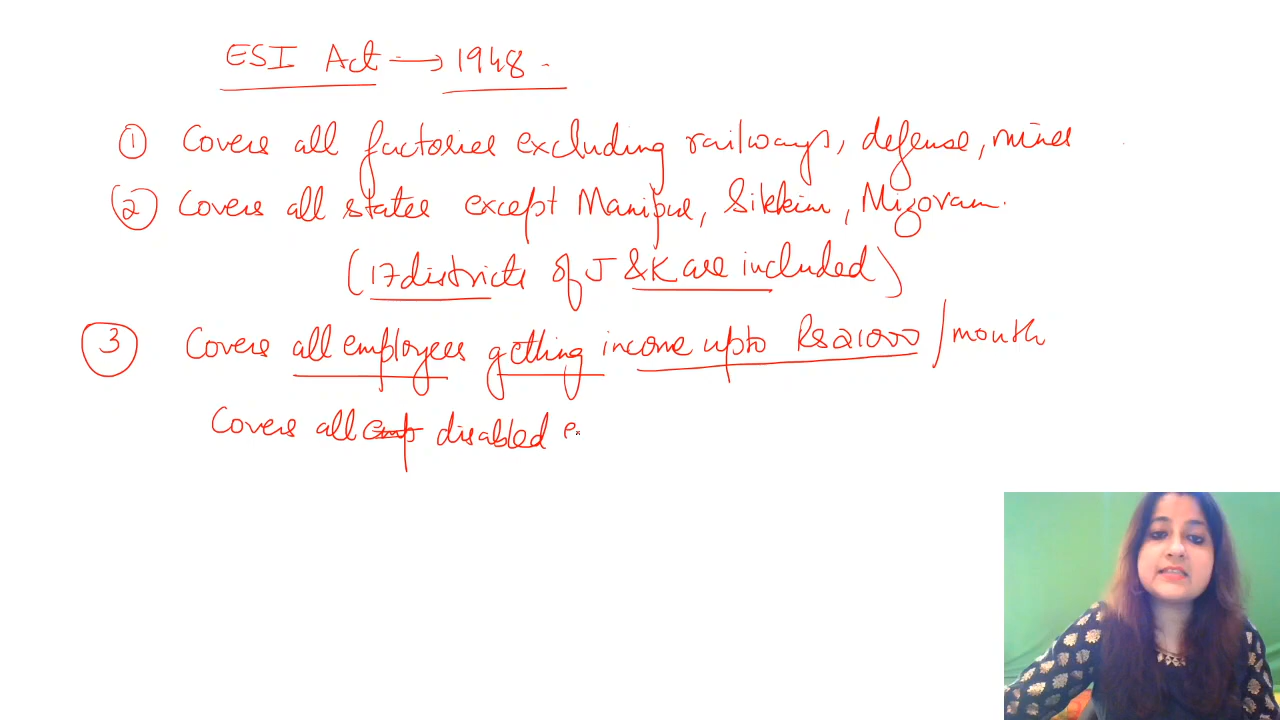 ESI Act → 1948.
① Covers all factories excluding railways, defense, mines
② Covers all states except Manipur, Sikkim, Mizoram.
(17 districts of J & K are included)
③ Covers all employees getting income upto Rs 21000 / month
Covers all emp disabled e